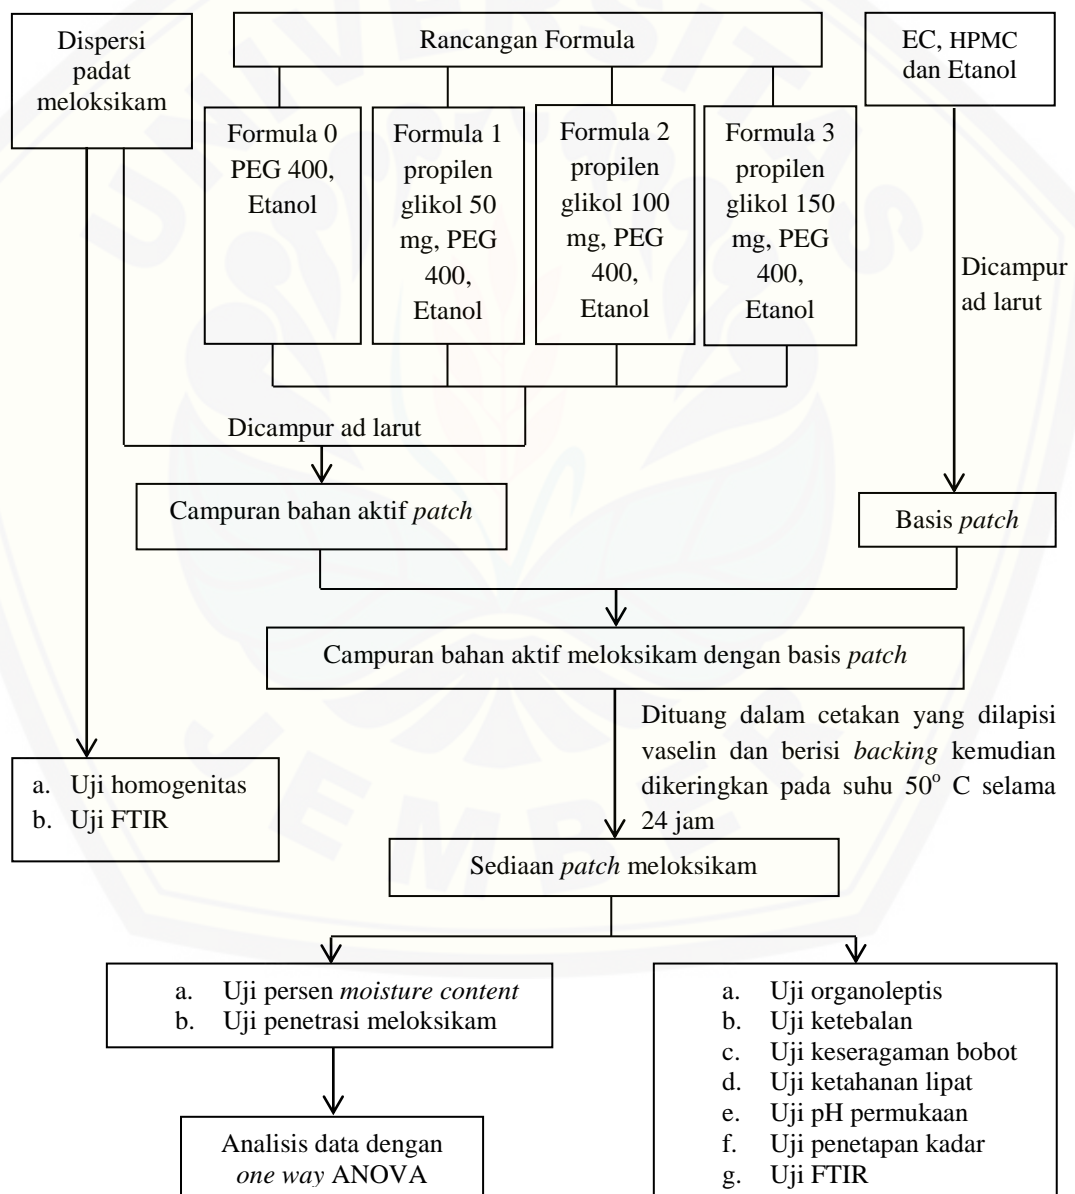 Dispersi
padat
meloksikam
Rancangan Formula
EC, HPMC
dan Etanol
Formula 0
PEG 400,
Etanol
Formula 1
propilen
glikol 50
mg, PEG
400,
Etanol
Formula 2
propilen
glikol 100
mg, PEG
400,
Etanol
Formula 3
propilen
glikol 150
mg, PEG
400,
Etanol
Dicampur
ad larut
Dicampur ad larut
Campuran bahan aktif patch
Basis patch
Campuran bahan aktif meloksikam dengan basis patch
Dituang dalam cetakan yang dilapisi
vaselin dan berisi backing kemudian
dikeringkan pada suhu 50º C selama
24 jam
a. Uji homogenitas
b. Uji FTIR
Sediaan patch meloksikam
a. Uji persen moisture content
b. Uji penetrasi meloksikam
a. Uji organoleptis
b. Uji ketebalan
c. Uji keseragaman bobot
d. Uji ketahanan lipat
e. Uji pH permukaan
f. Uji penetapan kadar
g. Uji FTIR
Analisis data dengan
one way ANOVA
UNIVERSITAS
JEMBER